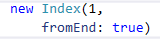 new Index(1,
    fromEnd: true)